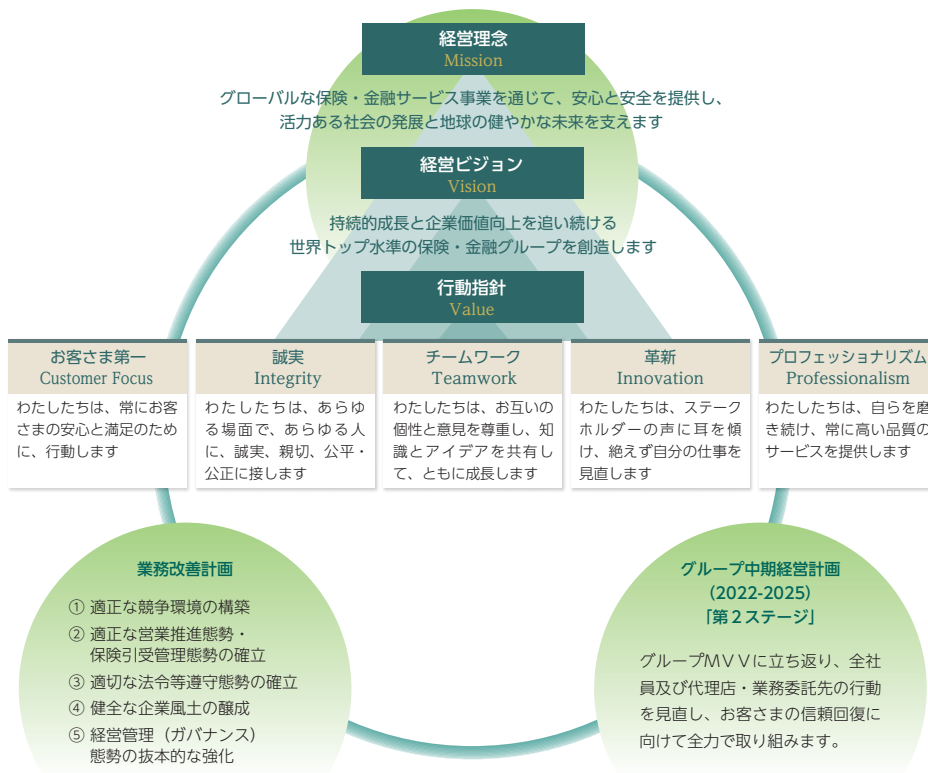 経営理念
Mission
グローバルな保険・金融サービス事業を通じて、安心と安全を提供し、
活力ある社会の発展と地球の健やかな未来を支えます
経営ビジョン
Vision
持続的成長と企業価値向上を追い続ける
世界トップ水準の保険・金融グループを創造します
行動指針
Value
お客さま第一
Customer Focus
わたしたちは、常にお客
さまの安心と満足のため
に、行動します
誠実
Integrity
わたしたちは、あらゆ
る場面で、あらゆる人
に、誠実、親切、公平・
公正に接します
チームワーク
Teamwork
わたしたちは、お互いの
個性と意見を尊重し、知
識とアイデアを共有し
て、ともに成長します
革新
Innovation
わたしたちは、ステーク
ホルダーの声に耳を傾
け、絶えず自分の仕事を
見直します
プロフェッショナリズム
Professionalism
わたしたちは、自らを磨
き続け、常に高い品質の
サービスを提供します
業務改善計画
① 適正な競争環境の構築
② 適正な営業推進態勢・
保険引受管理態勢の確立
③ 適切な法令等遵守態勢の確立
④ 健全な企業風土の醸成
⑤ 経営管理（ガバナンス）
態勢の抜本的な強化
グループ中期経営計画
(2022-2025)
「第２ステージ」
グループＭＶＶに立ち返り、全社
員及び代理店・業務委託先の行動
を見直し、お客さまの信頼回復に
向けて全力で取り組みます。